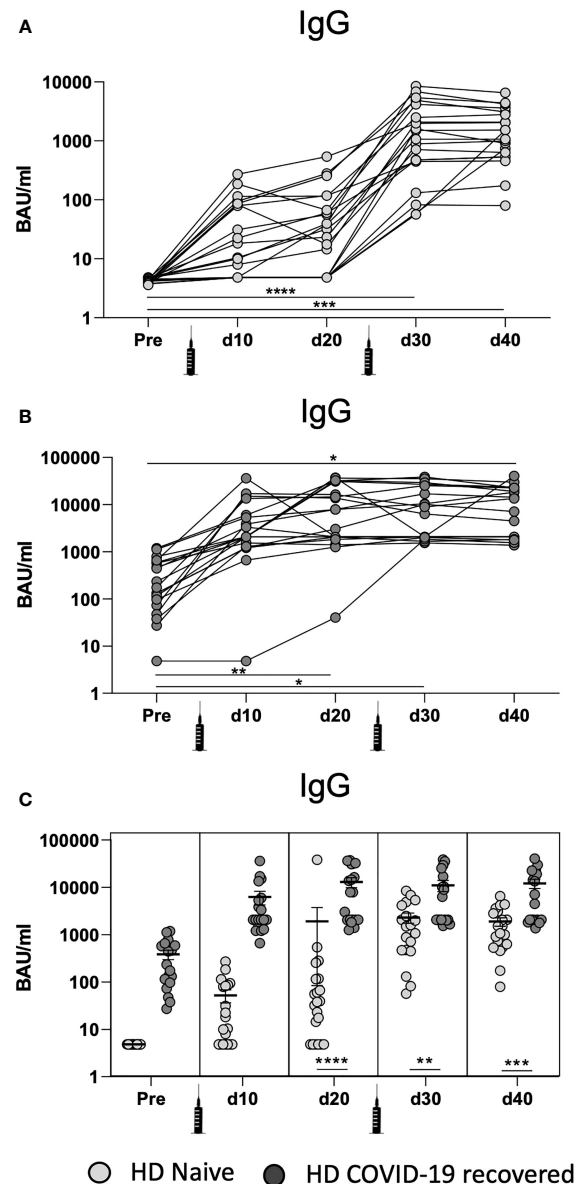 A
IgG
10000
1000
100
10
1
BAU/ml
****
***
Pre d10 d20 d30 d40
B
IgG
*
100000
10000
1000
100
10
1
BAU/ml
**
*
Pre d10 d20 d30 d40
C
IgG
100000
10000
1000
100
10
1
BAU/ml
**** ** ***
Pre d10 d20 d30 d40
HD Naive HD COVID-19 recovered